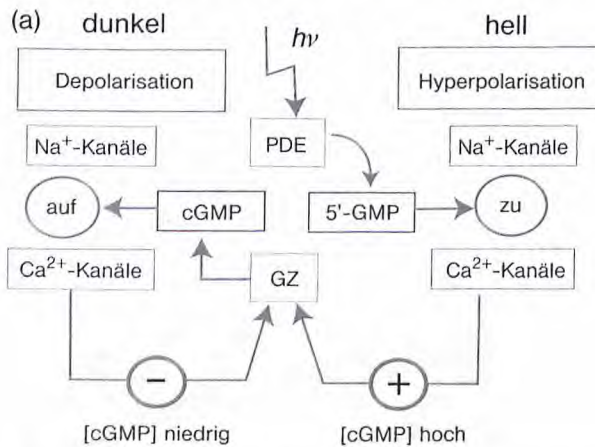 (a) dunkel hν hell
Depolarisation Hyperpolarisation
Na⁺-Kanäle PDE Na⁺-Kanäle
auf cGMP 5'-GMP zu
Ca²⁺-Kanäle GZ Ca²⁺-Kanäle
− +
[cGMP] niedrig [cGMP] hoch